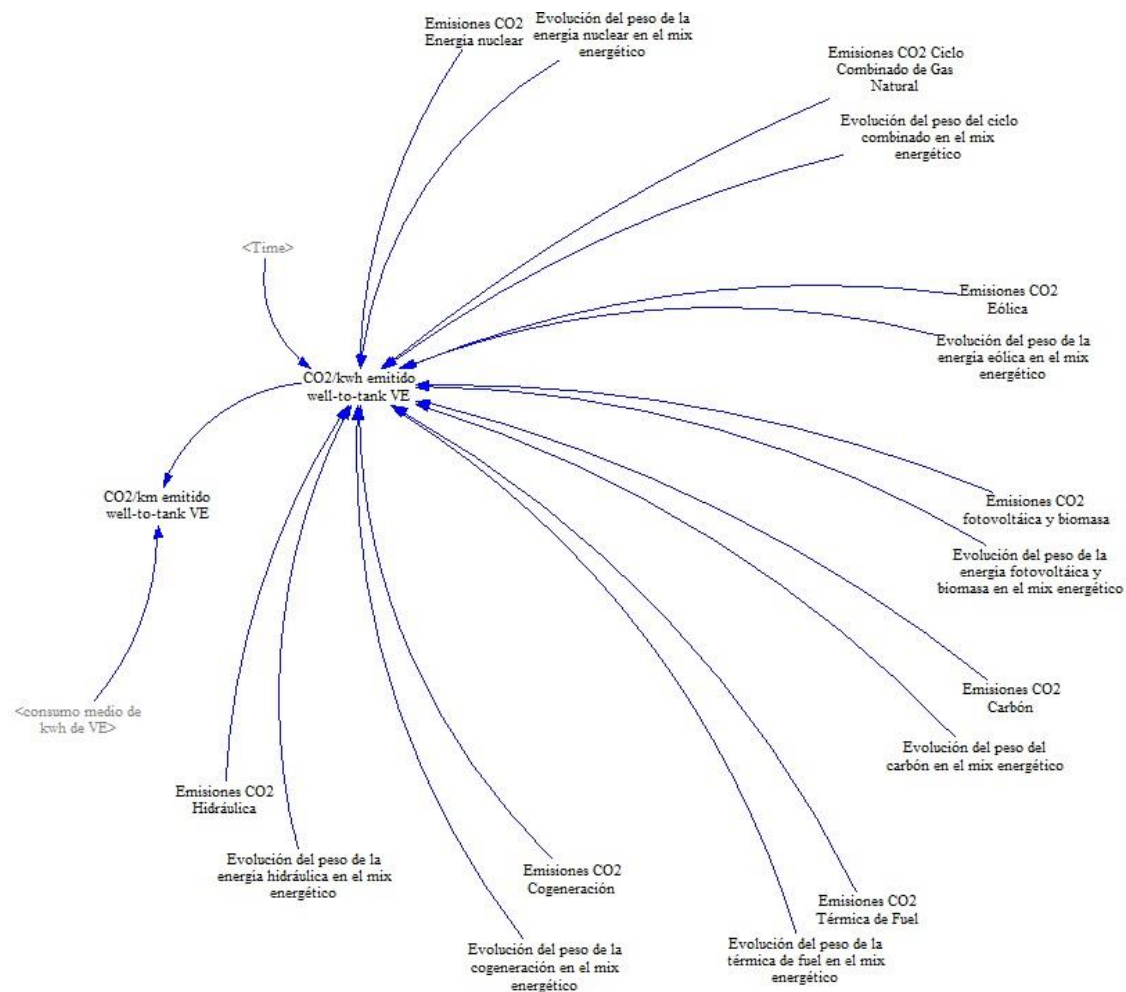 Emisiones CO2
Energía nuclear
Evolución del peso de la
energía nuclear en el mix
energético
Emisiones CO2 Ciclo
Combinado de Gas
Natural
Evolución del peso del ciclo
combinado en el mix
energético
<Time>
Emisiones CO2
Eólica
Evolución del peso de la
energía eólica en el mix
energético
CO2/kwh emitido
well-to-tank VE
CO2/km emitido
well-to-tank VE
Emisiones CO2
fotovoltáica y biomasa
Evolución del peso de la
energía fotovoltáica y
biomasa en el mix energético
<consumo medio de
kwh de VE>
Emisiones CO2
Carbón
Evolución del peso del
carbón en el mix energético
Emisiones CO2
Hidráulica
Evolución del peso de la
energía hidráulica en el mix
energético
Emisiones CO2
Cogeneración
Evolución del peso de la
cogeneración en el mix
energético
Emisiones CO2
Térmica de Fuel
Evolución del peso de la
térmica de fuel en el mix
energético